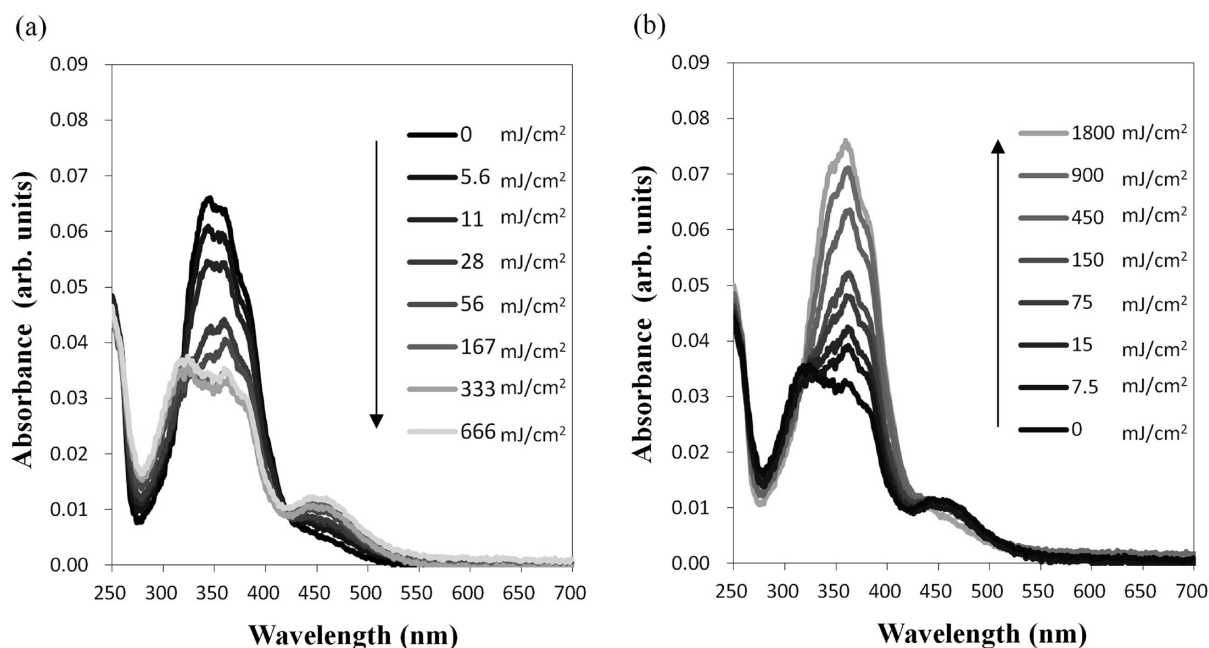 (a)
Absorbance (arb. units)
0.09
0.08
0.07
0.06
0.05
0.04
0.03
0.02
0.01
0.00
0 mJ/cm²
5.6 mJ/cm²
11 mJ/cm²
28 mJ/cm²
56 mJ/cm²
167 mJ/cm²
333 mJ/cm²
666 mJ/cm²
250 300 350 400 450 500 550 600 650 700
Wavelength (nm)
(b)
Absorbance (arb. units)
0.09
0.08
0.07
0.06
0.05
0.04
0.03
0.02
0.01
0.00
1800 mJ/cm²
900 mJ/cm²
450 mJ/cm²
150 mJ/cm²
75 mJ/cm²
15 mJ/cm²
7.5 mJ/cm²
0 mJ/cm²
250 300 350 400 450 500 550 600 650 700
Wavelength (nm)